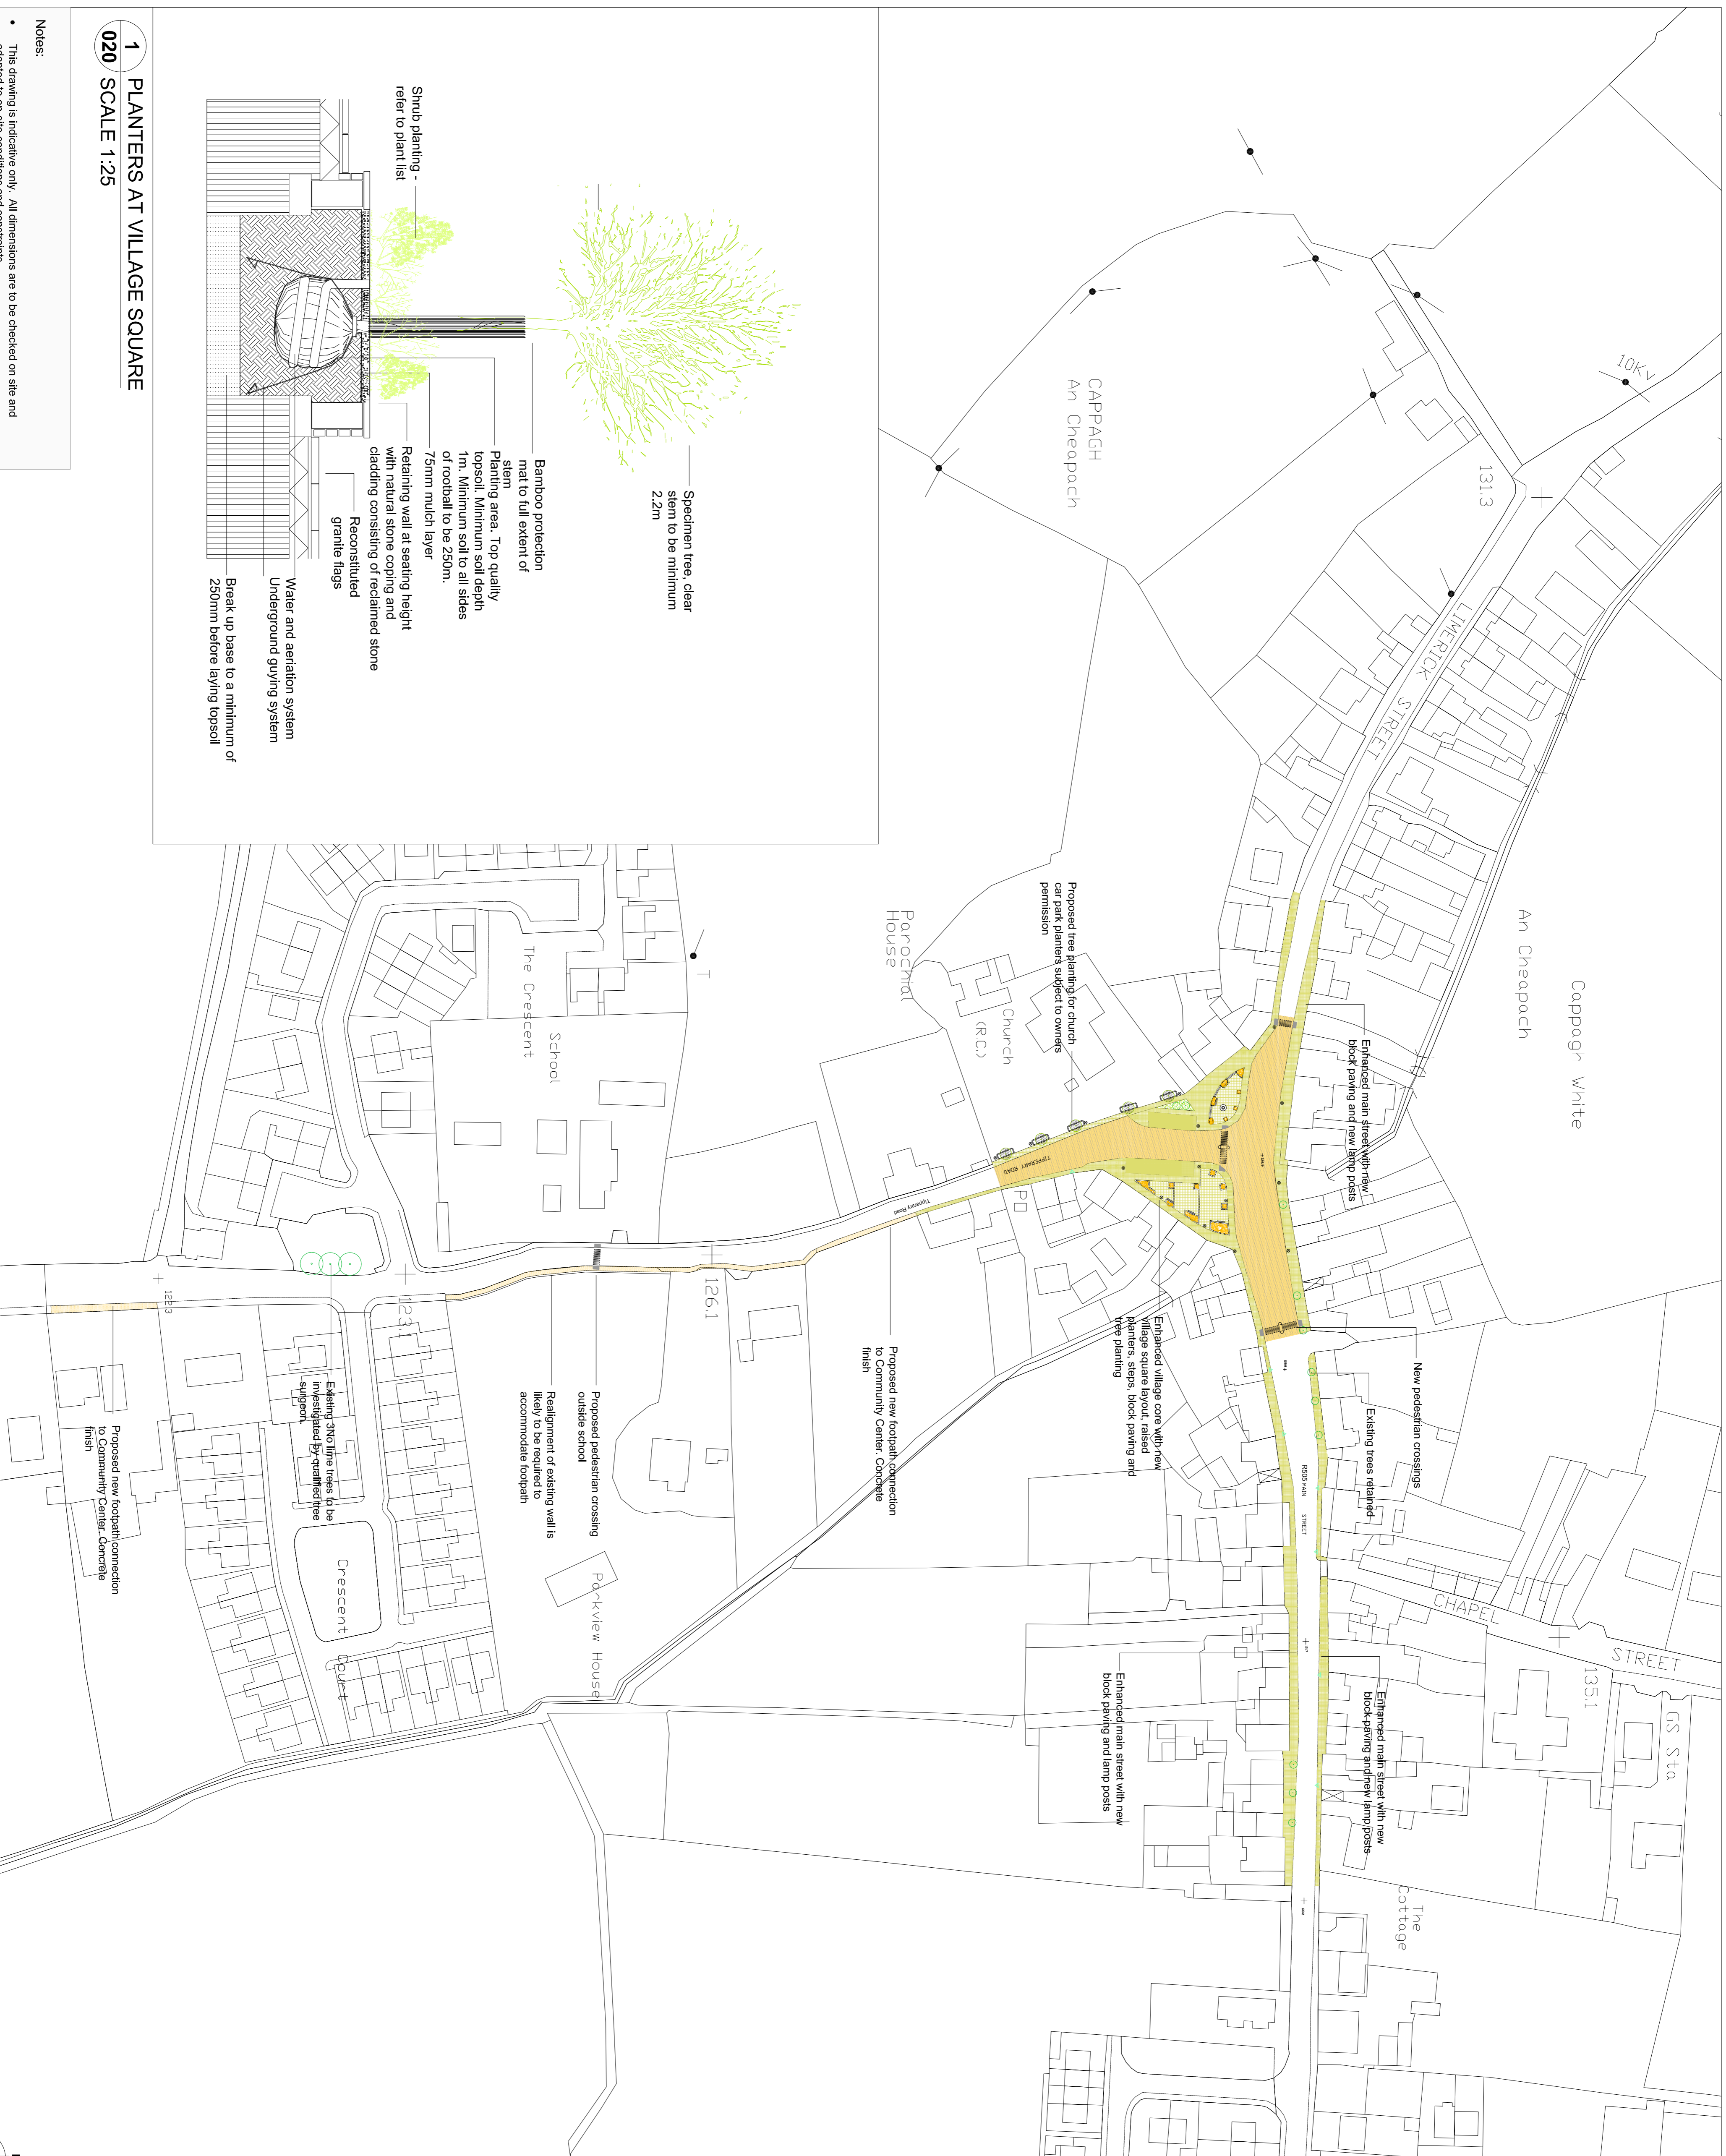 10Kv
131.3
CAPPAGH
An Cheapach
LIMERICK STREET
Cappagh White
An Cheapach
Enhanced main street with new
block paving and new lamp posts
New pedestrian crossings
Existing trees retained
R505 MAIN STREET
CHAPEL
STREET
135.1
GS Sta
Enhanced main street with new
block paving and new lamp posts
The
Cottage
Enhanced main street with new
block paving and lamp posts
Enhanced village core with new
village square layout, raised
planters, steps, block paving and
tree planting
Proposed tree planting for church
car park planters subject to owners
permission
Church
(R.C.)
Parochial
House
TIPPERARY ROAD
Tipperary Road
Proposed new footpath connection
to Community Center. Concrete
finish
126.1
T
School
The Crescent
Proposed pedestrian crossing
outside school
Realignment of existing wall is
likely to be required to
accommodate footpath
Parkview House
123.1
Existing 3No lime trees to be
investigated by qualified tree
surgeon.
Crescent Court
122.3
Proposed new footpath connection
to Community Center. Concrete
finish
Specimen tree, clear
stem to be minimum
2.2m
Bamboo protection
mat to full extent of
stem
Planting area. Top quality
topsoil. Minimum soil depth
1m. Minimum soil to all sides
of rootball to be 250m.
75mm mulch layer
Retaining wall at seating height
with natural stone coping and
cladding consisting of reclaimed stone
Reconstituted
granite flags
Water and aeriation system
Underground guying system
Break up base to a minimum of
250mm before laying topsoil
Shrub planting -
refer to plant list
1
020
PLANTERS AT VILLAGE SQUARE
SCALE 1:25
Notes:
• This drawing is indicative only. All dimensions are to be checked on site and
adapted to on site conditions and constraints